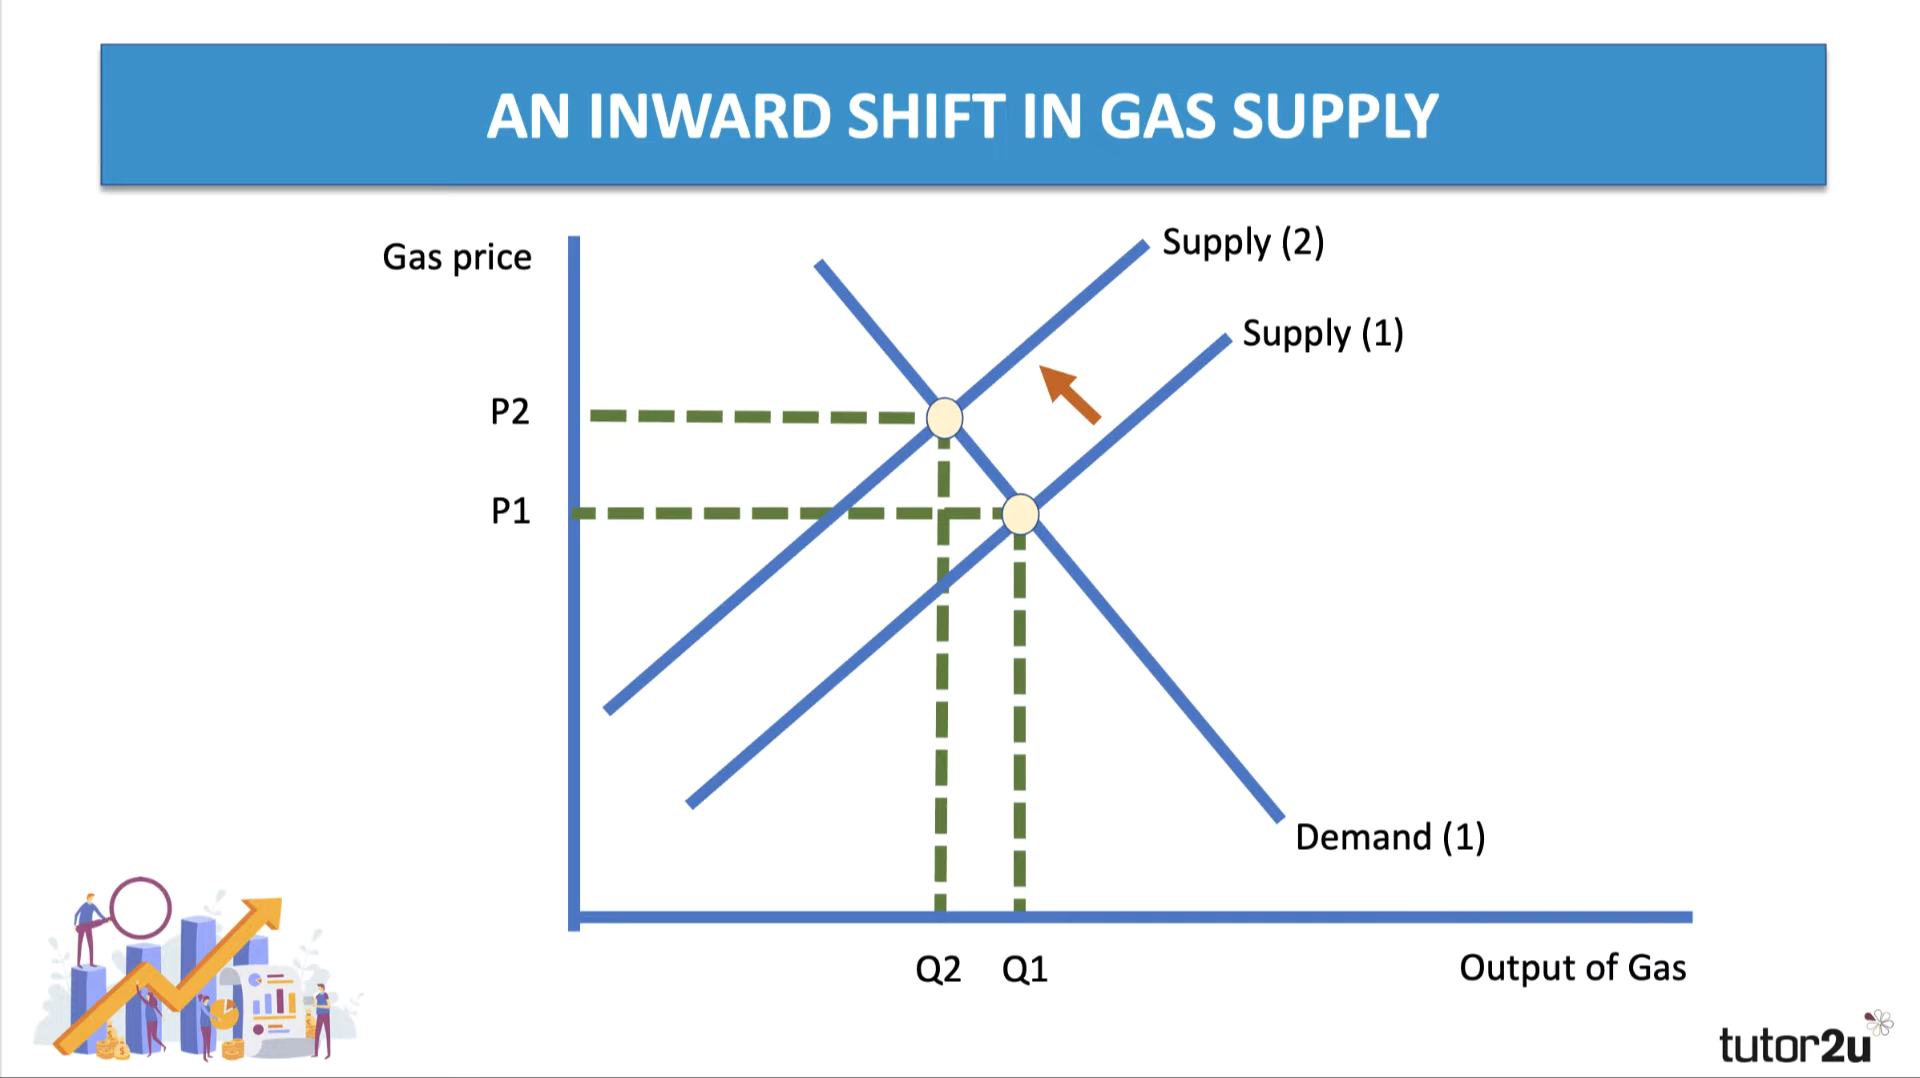 AN INWARD SHIFT IN GAS SUPPLY
Gas price
Supply (2)
Supply (1)
P2
P1
Demand (1)
Q2
Q1
Output of Gas
tutor2u